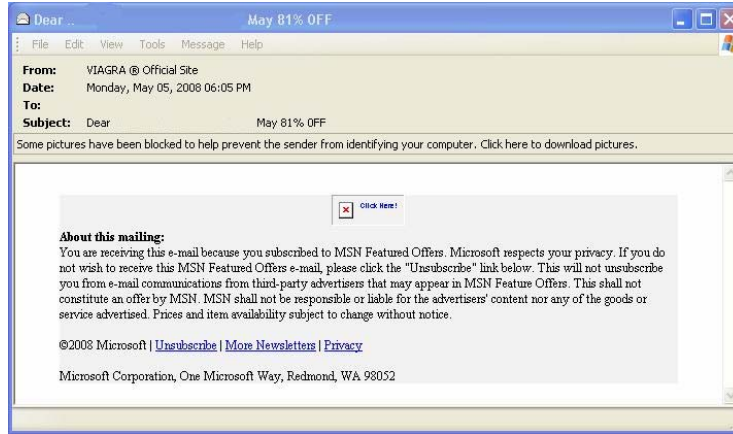 Dear .. May 81% 0FF
File Edit View Tools Message Help
From: VIAGRA ® Official Site
Date: Monday, May 05, 2008 06:05 PM
To:
Subject: Dear May 81% 0FF
Some pictures have been blocked to help prevent the sender from identifying your computer. Click here to download pictures.
Click Here!
About this mailing:
You are receiving this e-mail because you subscribed to MSN Featured Offers. Microsoft respects your privacy. If you do
not wish to receive this MSN Featured Offers e-mail, please click the "Unsubscribe" link below. This will not unsubscribe
you from e-mail communications from third-party advertisers that may appear in MSN Feature Offers. This shall not
constitute an offer by MSN. MSN shall not be responsible or liable for the advertisers' content nor any of the goods or
service advertised. Prices and item availability subject to change without notice.
©2008 Microsoft | Unsubscribe | More Newsletters | Privacy
Microsoft Corporation, One Microsoft Way, Redmond, WA 98052